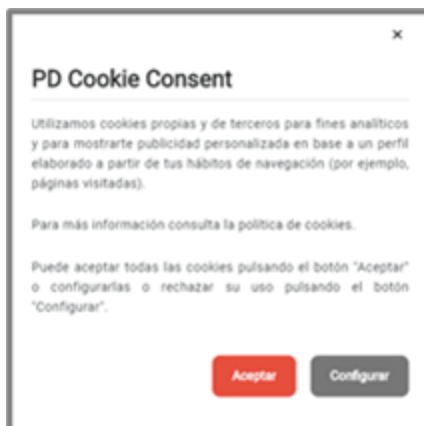 ×
PD Cookie Consent
Utilizamos cookies propias y de terceros para fines analíticos
y para mostrarte publicidad personalizada en base a un perfil
elaborado a partir de tus hábitos de navegación (por ejemplo,
páginas visitadas).
Para más información consulta la política de cookies.
Puede aceptar todas las cookies pulsando el botón "Aceptar"
o configurarlas o rechazar su uso pulsando el botón
"Configurar".
Aceptar Configurar